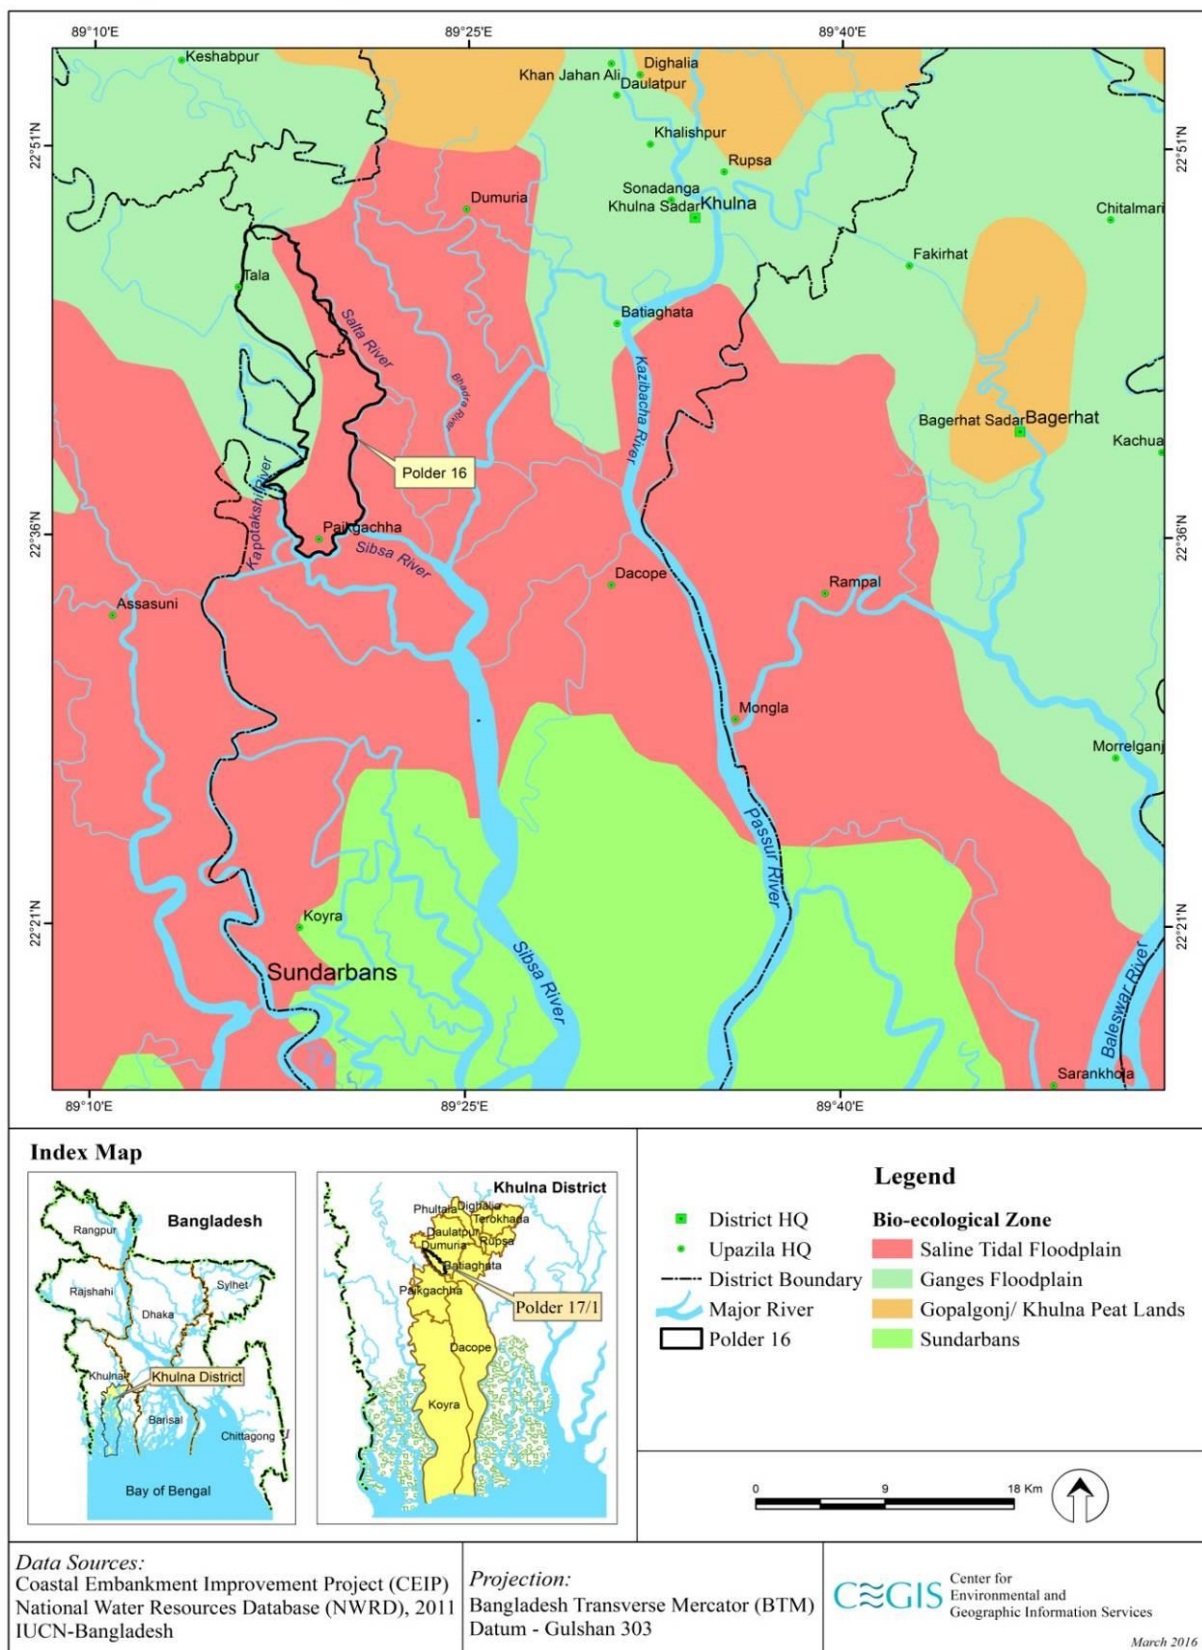 89°10'E
89°25'E
89°40'E
Keshabpur
Khan Jahan Ali
Dighalia
Daulatpur
22°51'N
22°51'N
Khalishpur
Rupsa
Dumuria
Sonadanga
Khulna Sadar
Khulna
Chitalmari
Fakirhat
Tala
Salta River
Batiaghata
Kazibacha River
Bhadra River
Bagerhat Sadar
Bagerhat
Kachua
Polder 16
Kapotakshi River
Paikgachha
22°36'N
22°36'N
Sibsa River
Dacope
Rampal
Assasuni
Mongla
Morrelganj
Passur River
Koyra
22°21'N
22°21'N
Sundarbans
Sibsa River
Baleswar River
Sarankhola
89°10'E
89°25'E
89°40'E
Index Map
Bangladesh
Rangpur
Rajshahi
Sylhet
Dhaka
Khulna
Khulna District
Barisal
Chittagong
Bay of Bengal
Khulna District
Phultala
Dighalia
Terokhada
Daulatpur
Dumuria
Rupsa
Batiaghata
Paikgachha
Polder 17/1
Dacope
Koyra
Legend
District HQ
Upazila HQ
District Boundary
Major River
Polder 16
Bio-ecological Zone
Saline Tidal Floodplain
Ganges Floodplain
Gopalgonj/ Khulna Peat Lands
Sundarbans
0 9 18 Km
Data Sources:
Coastal Embankment Improvement Project (CEIP)
National Water Resources Database (NWRD), 2011
IUCN-Bangladesh
Projection:
Bangladesh Transverse Mercator (BTM)
Datum - Gulshan 303
CEGIS
Center for
Environmental and
Geographic Information Services
March 2016